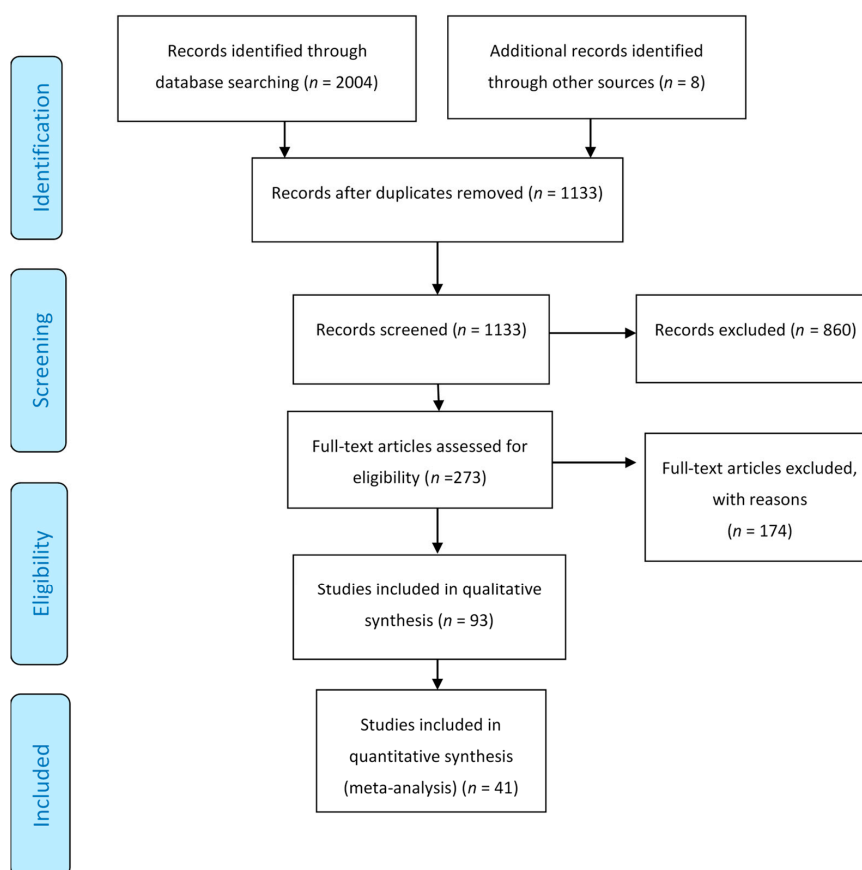 Identification
Records identified through
database searching (n = 2004)
Additional records identified
through other sources (n = 8)
Records after duplicates removed (n = 1133)
Screening
Records screened (n = 1133)
Records excluded (n = 860)
Full-text articles assessed for
eligibility (n =273)
Full-text articles excluded,
with reasons
(n = 174)
Eligibility
Studies included in qualitative
synthesis (n = 93)
Included
Studies included in
quantitative synthesis
(meta-analysis) (n = 41)